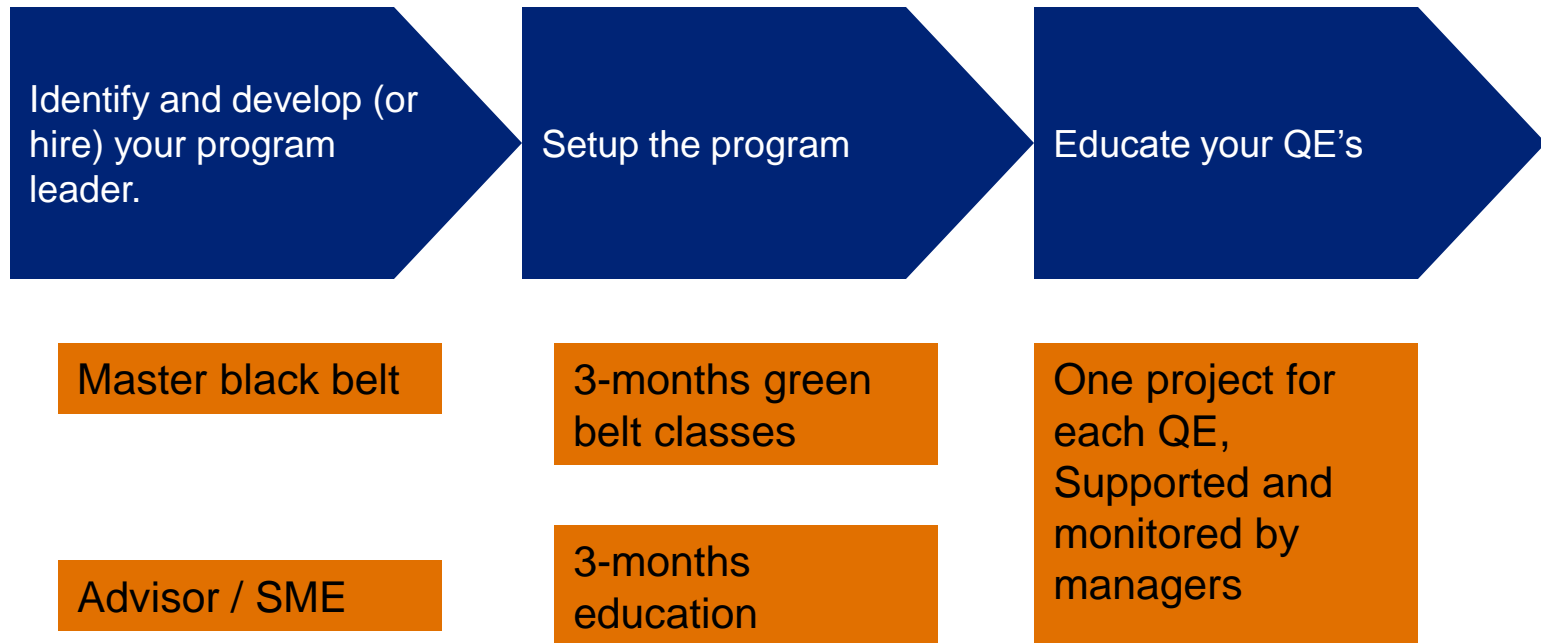 Identify and develop (or
hire) your program
leader.
Setup the program
Educate your QE's
Master black belt
Advisor / SME
3-months green
belt classes
3-months
education
One project for
each QE,
Supported and
monitored by
managers